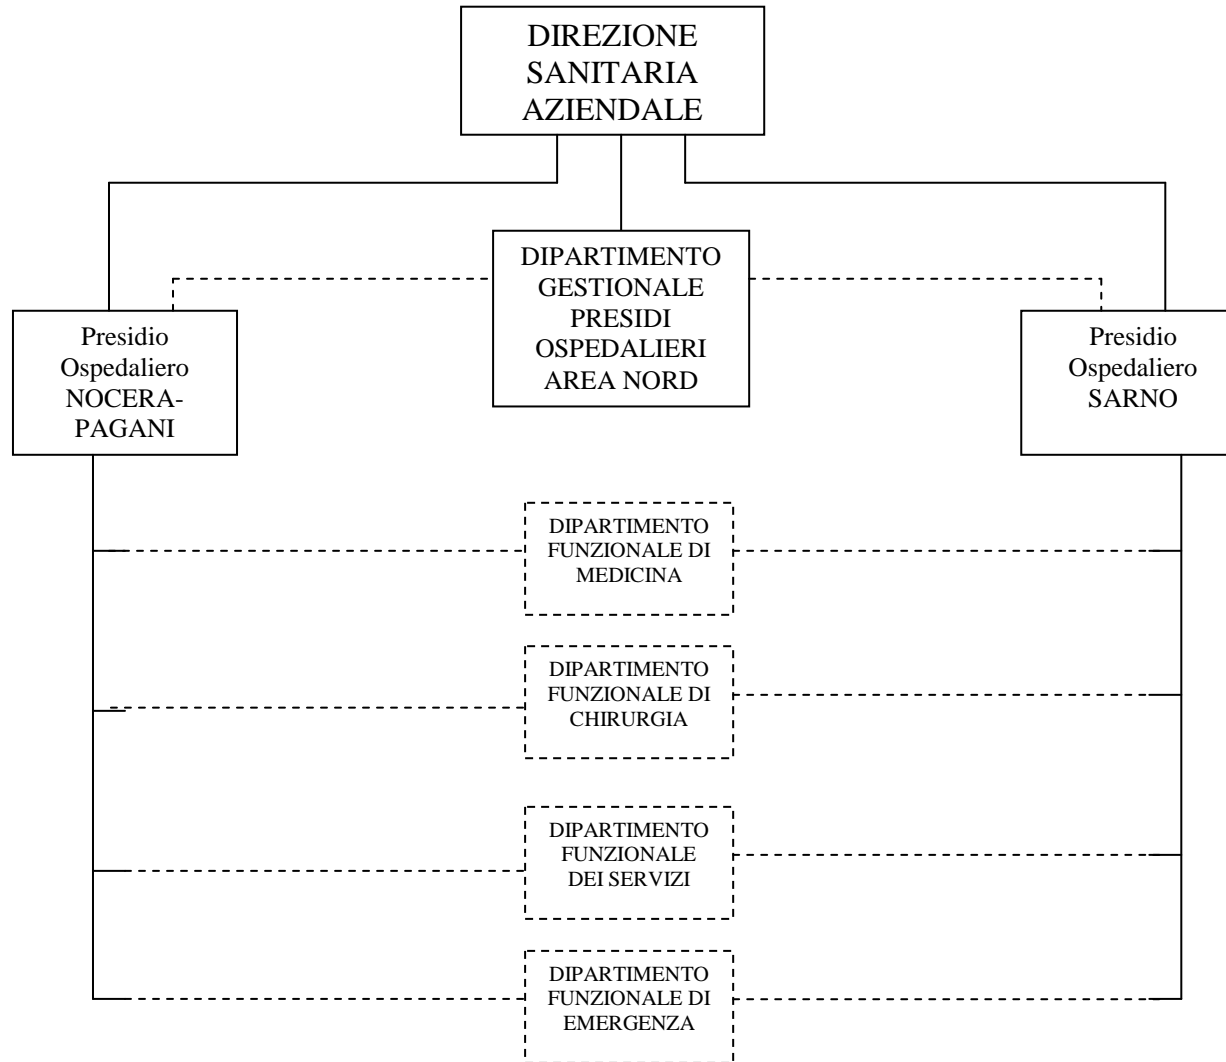 DIREZIONE
SANITARIA
AZIENDALE
DIPARTIMENTO
GESTIONALE
PRESIDI
OSPEDALIERI
AREA NORD
Presidio
Ospedaliero
NOCERA-
PAGANI
Presidio
Ospedaliero
SARNO
DIPARTIMENTO
FUNZIONALE DI
MEDICINA
DIPARTIMENTO
FUNZIONALE DI
CHIRURGIA
DIPARTIMENTO
FUNZIONALE
DEI SERVIZI
DIPARTIMENTO
FUNZIONALE DI
EMERGENZA